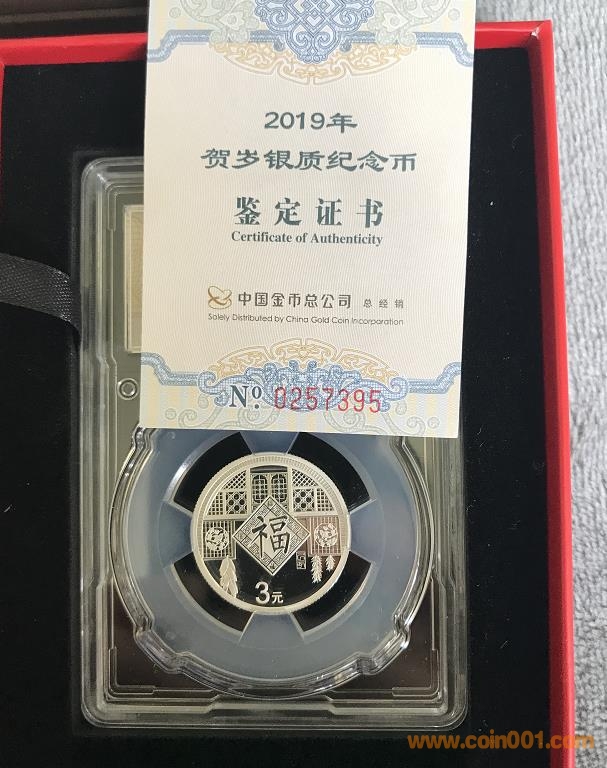 2019年
贺岁银质纪念币
鉴定证书
Certificate of Authenticity
中国金币总公司 总经销
Solely Distributed by China Gold Coin Incorporation
No. 0257395
福
3元
www.coin001.com